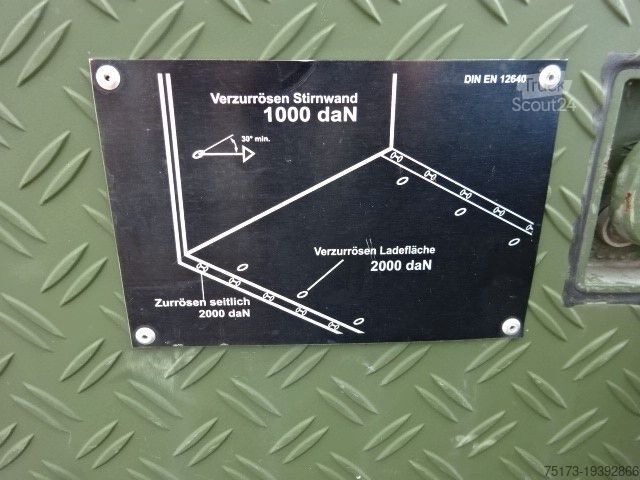 DIN EN 12640
Truck
Scout24
Verzurrösen Stirnwand
1000 daN
30° min.
Verzurrösen Ladefläche
2000 daN
Zurrösen seitlich
2000 daN
75173-19392866